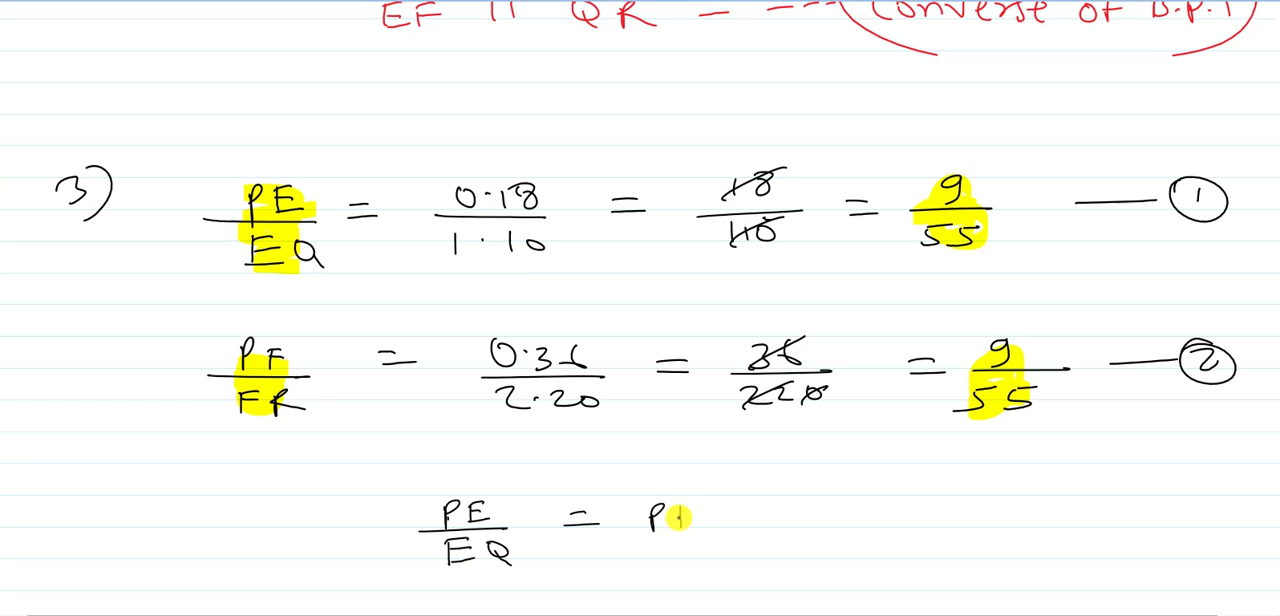 EF || QR - --- (Converse of B.P.T)
3) PE/EQ = 0.18/1.10 = 18/110 = 9/55 —— ①
PF/FR = 0.36/2.20 = 36/220 = 9/55 —— ②
PE/EQ = P